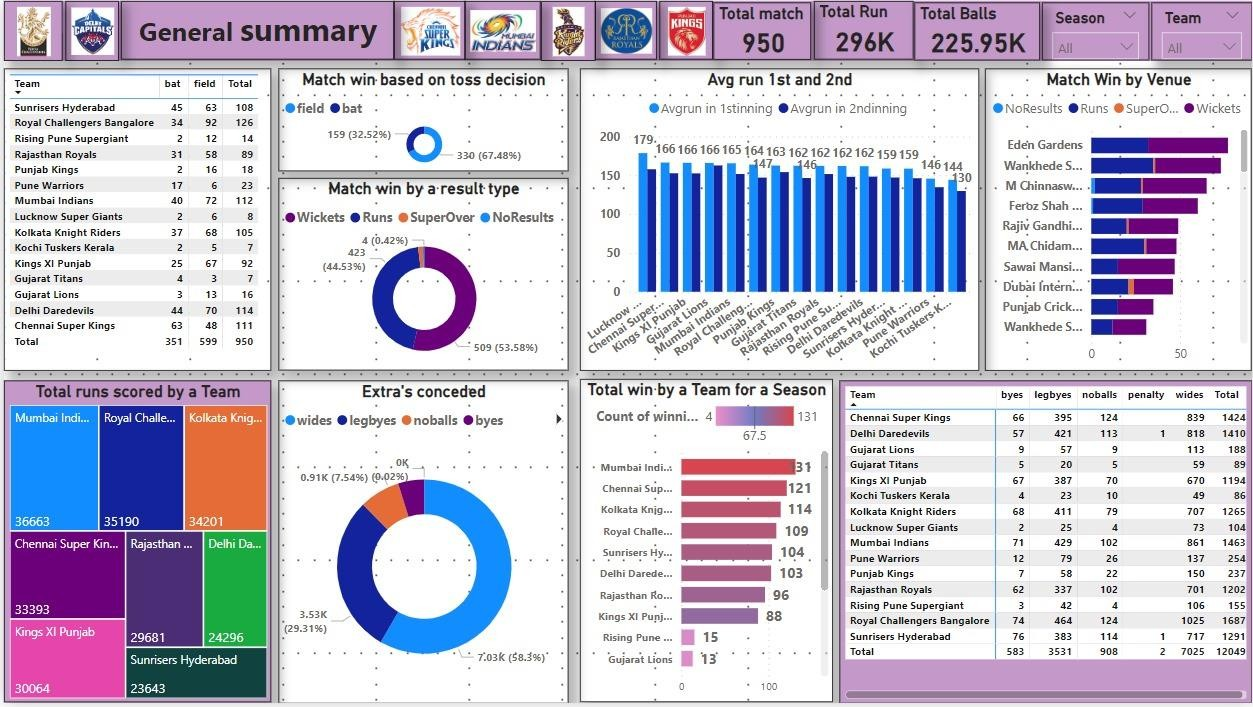 General summary
Total match
950
Total Run
296K
Total Balls
225.95K
Season
All
Team
All
DELHI
CAPITALS
CHENNAI
SUPER
KINGS
MUMBAI
INDIANS
RAJASTHAN
ROYALS
PUNJAB
KINGS
Team bat field Total
Sunrisers Hyderabad 45 63 108
Royal Challengers Bangalore 34 92 126
Rising Pune Supergiant 2 12 14
Rajasthan Royals 31 58 89
Punjab Kings 2 16 18
Pune Warriors 17 6 23
Mumbai Indians 40 72 112
Lucknow Super Giants 2 6 8
Kolkata Knight Riders 37 68 105
Kochi Tuskers Kerala 2 5 7
Kings XI Punjab 25 67 92
Gujarat Titans 4 3 7
Gujarat Lions 3 13 16
Delhi Daredevils 44 70 114
Chennai Super Kings 63 48 111
Total 351 599 950
Match win based on toss decision
field bat
159 (32.52%)
330 (67.48%)
Match win by a result type
Wickets Runs SuperOver NoResults
4 (0.42%)
423
(44.53%)
509 (53.58%)
Avg run 1st and 2nd
Avgrun in 1stinning Avgrun in 2ndinning
200
150
100
50
0
179 166 166 166 165 164 163 162 162 162 162 159 159 146 144
147 146 130
Lucknow ...
Chennai Super...
Kings XI Punjab
Gujarat Lions
Mumbai Indians
Royal Challeng...
Punjab Kings
Gujarat Titans
Rajasthan Royals
Rising Pune Su...
Delhi Daredevils
Sunrisers Hyder...
Kolkata Knight ...
Pune Warriors
Kochi Tuskers K...
Match Win by Venue
NoResults Runs SuperO... Wickets
Eden Gardens
Wankhede S...
M Chinnasw...
Feroz Shah ...
Rajiv Gandhi...
MA Chidam...
Sawai Mansi...
Dubai Intern...
Punjab Crick...
Wankhede S...
0 50
Total runs scored by a Team
Mumbai Indi...
36663
Royal Challe...
35190
Kolkata Knig...
34201
Chennai Super Kin...
33393
Rajasthan ...
29681
Delhi Da...
24296
Kings XI Punjab
30064
Sunrisers Hyderabad
23643
Extra's conceded
wides legbyes noballs byes
0K
0.91K (7.54%) (0.02%)
3.53K
(29.31%)
7.03K (58.3%)
Total win by a Team for a Season
Count of winni... 4 131
67.5
Mumbai Indi... 131
Chennai Sup... 121
Kolkata Knig... 114
Royal Challe... 109
Sunrisers Hy... 104
Delhi Darede... 103
Rajasthan Ro... 96
Kings XI Punj... 88
Rising Pune ... 15
Gujarat Lions 13
0 100
Team byes legbyes noballs penalty wides Total
Chennai Super Kings 66 395 124 839 1424
Delhi Daredevils 57 421 113 1 818 1410
Gujarat Lions 9 57 9 113 188
Gujarat Titans 5 20 5 59 89
Kings XI Punjab 67 387 70 670 1194
Kochi Tuskers Kerala 4 23 10 49 86
Kolkata Knight Riders 68 411 79 707 1265
Lucknow Super Giants 2 25 4 73 104
Mumbai Indians 71 429 102 861 1463
Pune Warriors 12 79 26 137 254
Punjab Kings 7 58 22 150 237
Rajasthan Royals 62 337 102 701 1202
Rising Pune Supergiant 3 42 4 106 155
Royal Challengers Bangalore 74 464 124 1025 1687
Sunrisers Hyderabad 76 383 114 1 717 1291
Total 583 3531 908 2 7025 12049